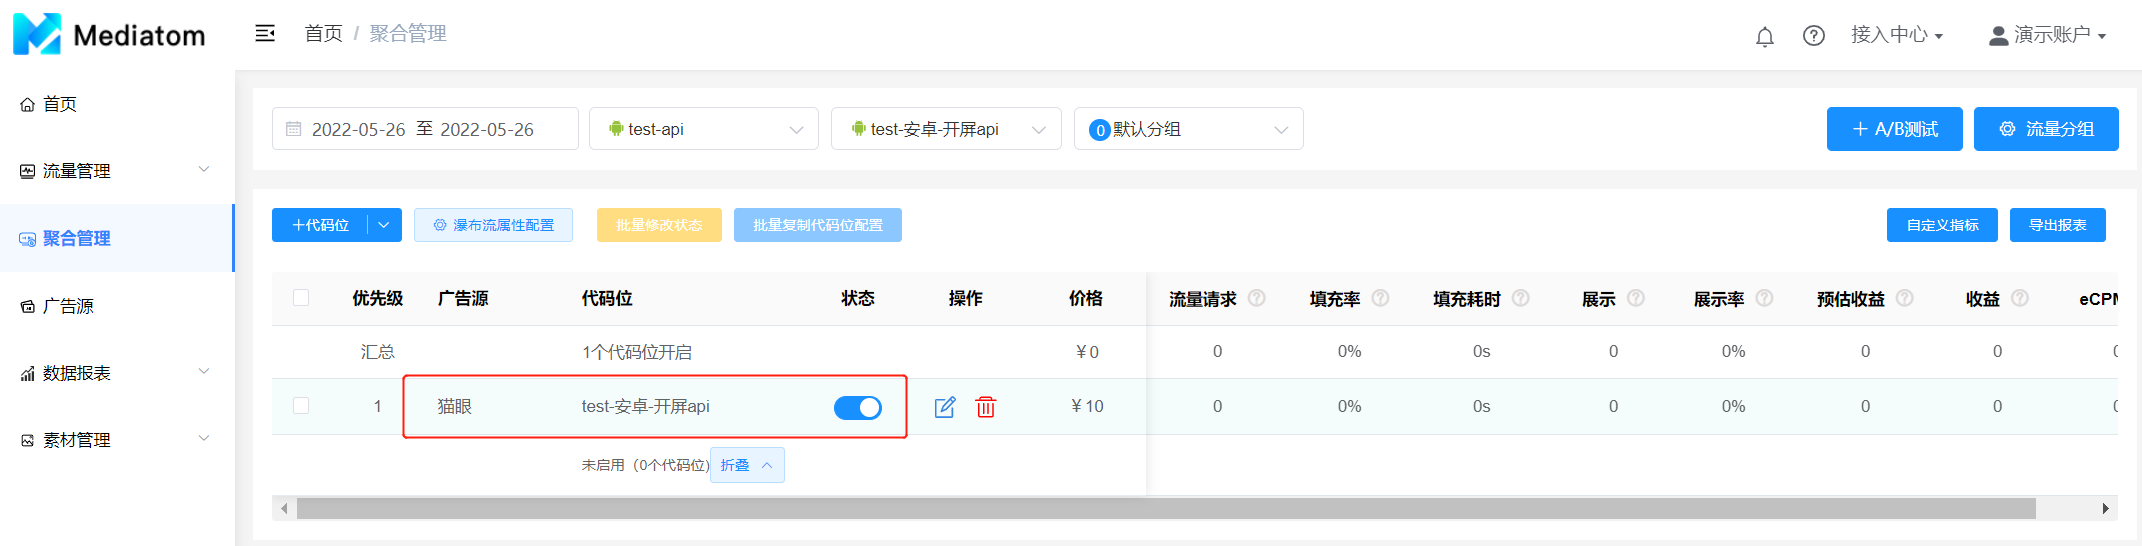 Mediatom
首页 / 聚合管理
接入中心
演示账户
首页
流量管理
聚合管理
广告源
数据报表
素材管理
2022-05-26 至 2022-05-26
test-api
test-安卓-开屏api
0 默认分组
+ A/B测试
流量分组
+代码位
瀑布流属性配置
批量修改状态
批量复制代码位配置
自定义指标
导出报表
优先级 广告源 代码位 状态 操作 价格 流量请求 填充率 填充耗时 展示 展示率 预估收益 收益 eCPM
汇总 1个代码位开启 ¥0 0 0% 0s 0 0% 0 0
1 猫眼 test-安卓-开屏api ¥10 0 0% 0s 0 0% 0 0
未启用（0个代码位) 折叠